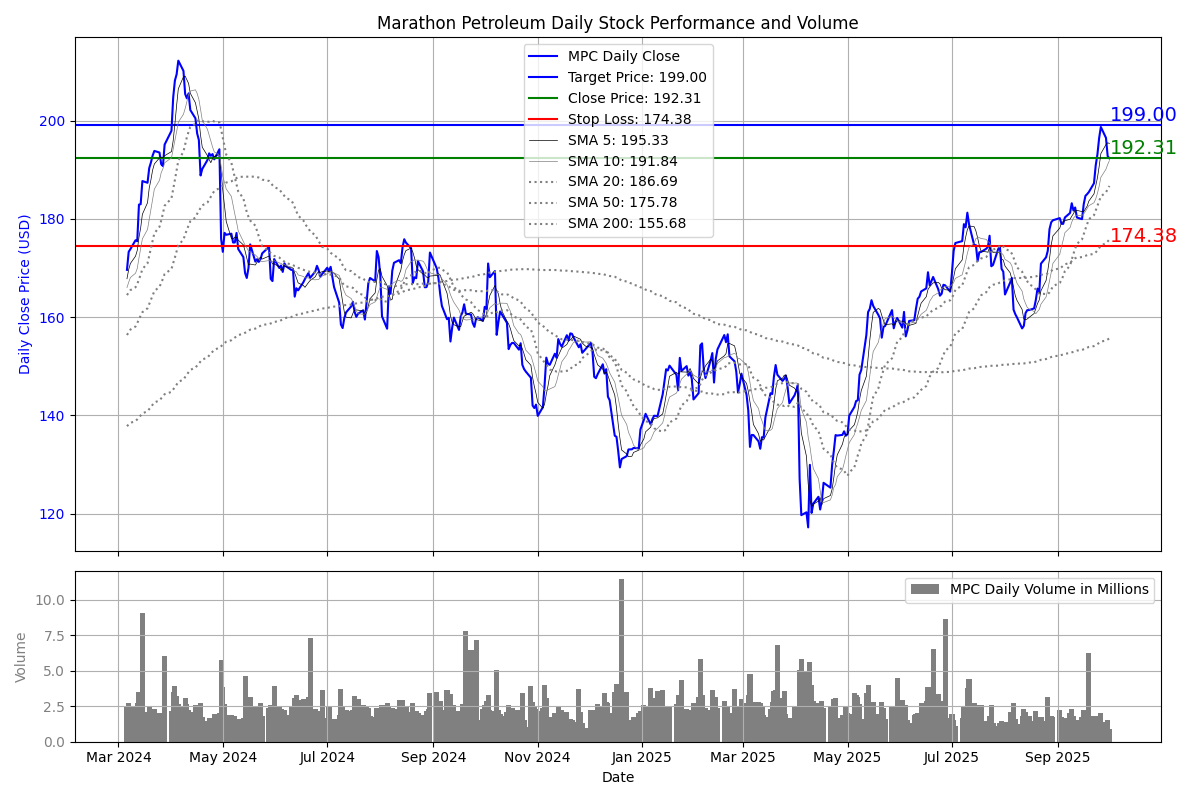 Marathon Petroleum Daily Stock Performance and Volume
Daily Close Price (USD)
200
180
160
140
120
MPC Daily Close
Target Price: 199.00
Close Price: 192.31
Stop Loss: 174.38
SMA 5: 195.33
SMA 10: 191.84
SMA 20: 186.69
SMA 50: 175.78
SMA 200: 155.68
199.00
192.31
174.38
Volume
10.0
7.5
5.0
2.5
0.0
MPC Daily Volume in Millions
Mar 2024 May 2024 Jul 2024 Sep 2024 Nov 2024 Jan 2025 Mar 2025 May 2025 Jul 2025 Sep 2025
Date